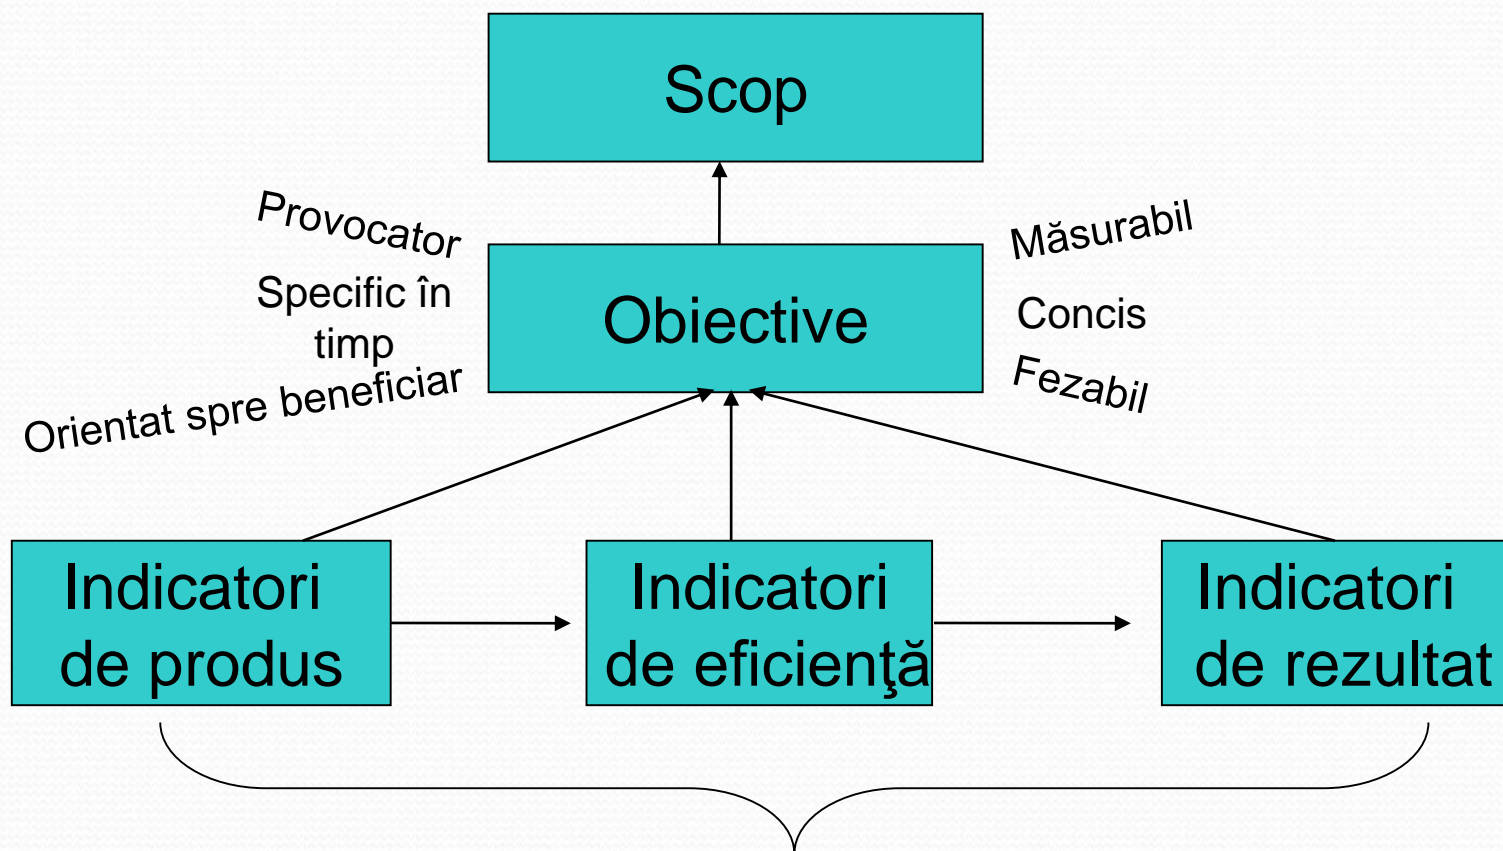 Scop
Provocator
Măsurabil
Specific în
timp
Obiective
Concis
Orientat spre beneficiar
Fezabil
Indicatori
de produs
Indicatori
de eficienţă
Indicatori
de rezultat